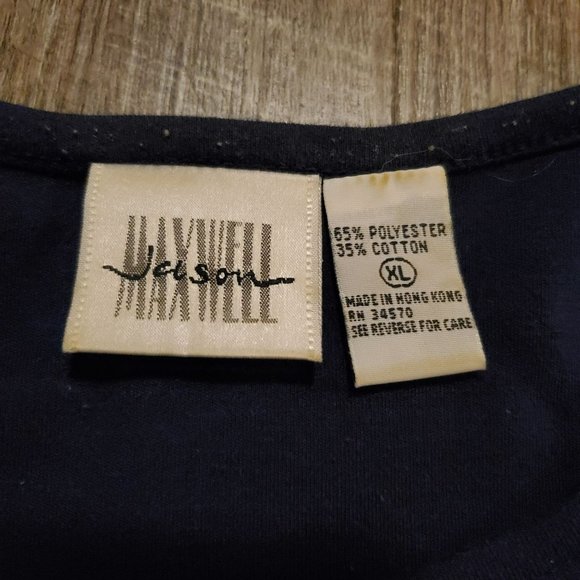 MAXWELL
Jason
MAXWELL
65% POLYESTER
35% COTTON
XL
MADE IN HONG KONG
RN 34570
SEE REVERSE FOR CARE